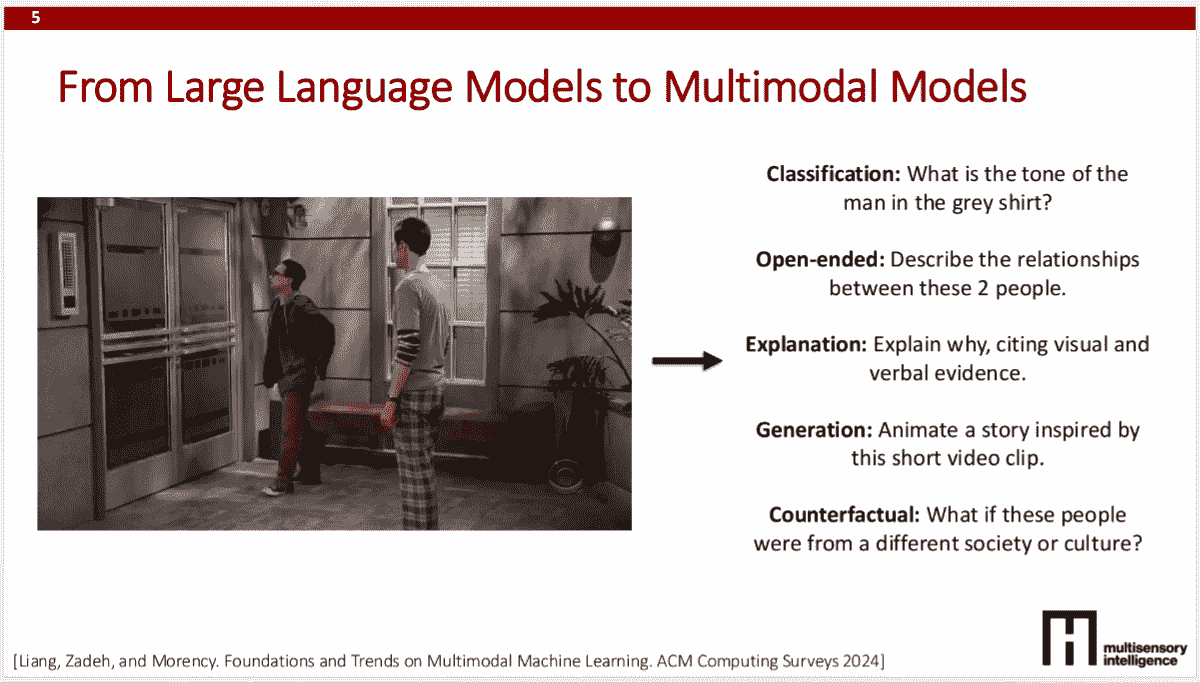 5
From Large Language Models to Multimodal Models
Classification: What is the tone of the
man in the grey shirt?
Open-ended: Describe the relationships
between these 2 people.
Explanation: Explain why, citing visual and
verbal evidence.
Generation: Animate a story inspired by
this short video clip.
Counterfactual: What if these people
were from a different society or culture?
[Liang, Zadeh, and Morency. Foundations and Trends on Multimodal Machine Learning. ACM Computing Surveys 2024]
multisensory
intelligence